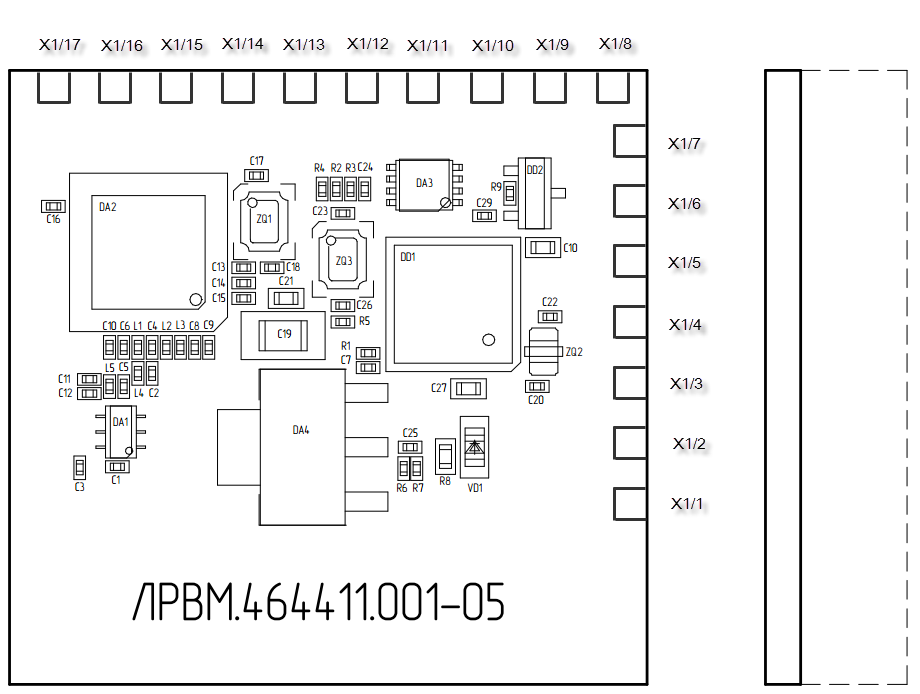 X1/17 X1/16 X1/15 X1/14 X1/13 X1/12 X1/11 X1/10 X1/9 X1/8
X1/7
C17
R4 R2 R3 C24
DA3
DD2
R9
X1/6
C16
DA2
ZQ1
C23
C29
C10
DD1
ZQ3
X1/5
C13
C18
C14
C21
C15
C26
C22
X1/4
R5
C10 C6 L1 C4 L2 L3 C8 C9
C19
R1
ZQ2
C7
L5 C5
C11
C12
L4 C2
C27
C20
X1/3
DA1
DA4
C25
X1/2
C3
C1
R6 R7
R8
VD1
X1/1
ЛРВМ.464411.001-05